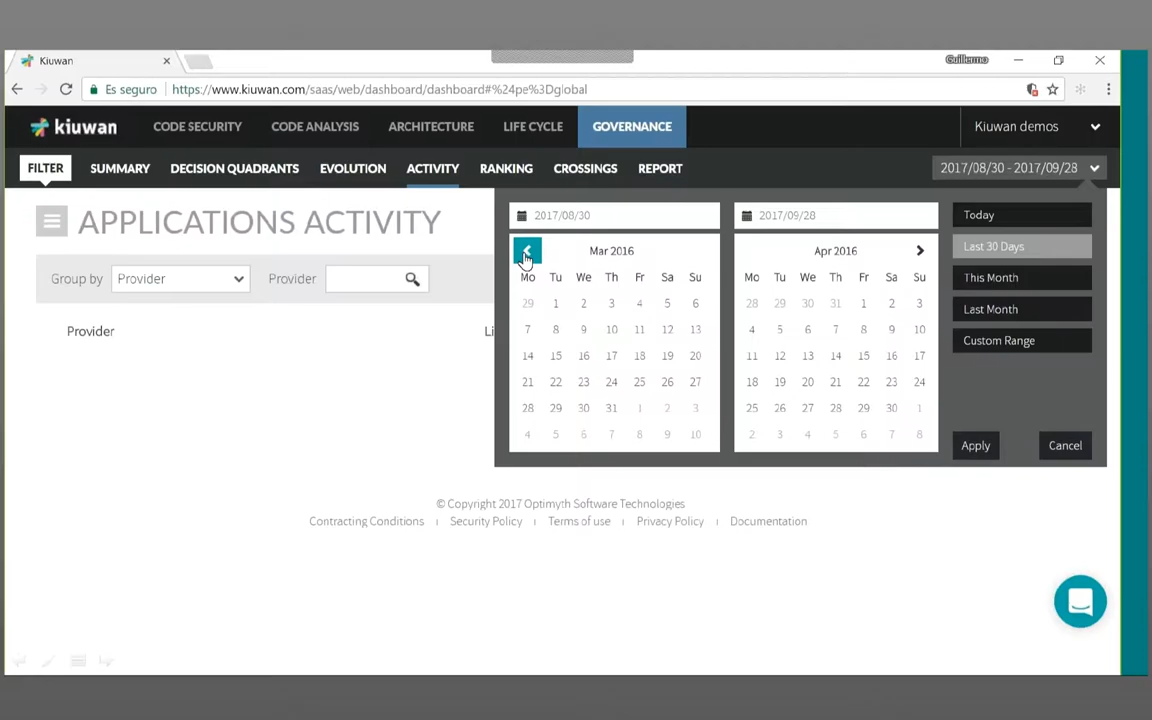 Kiuwan
Guillermo
Es seguro https://www.kiuwan.com/saas/web/dashboard/dashboard#%24pe%3Dglobal
kiuwan CODE SECURITY CODE ANALYSIS ARCHITECTURE LIFE CYCLE GOVERNANCE Kiuwan demos
FILTER SUMMARY DECISION QUADRANTS EVOLUTION ACTIVITY RANKING CROSSINGS REPORT 2017/08/30 - 2017/09/28
APPLICATIONS ACTIVITY
Group by Provider Provider
Provider Li
2017/08/30
Mar 2016
Mo Tu We Th Fr Sa Su
29 1 2 3 4 5 6
7 8 9 10 11 12 13
14 15 16 17 18 19 20
21 22 23 24 25 26 27
28 29 30 31 1 2 3
4 5 6 7 8 9 10
2017/09/28
Apr 2016
Mo Tu We Th Fr Sa Su
28 29 30 31 1 2 3
4 5 6 7 8 9 10
11 12 13 14 15 16 17
18 19 20 21 22 23 24
25 26 27 28 29 30 1
2 3 4 5 6 7 8
Today
Last 30 Days
This Month
Last Month
Custom Range
Apply Cancel
© Copyright 2017 Optimyth Software Technologies
Contracting Conditions | Security Policy | Terms of use | Privacy Policy | Documentation